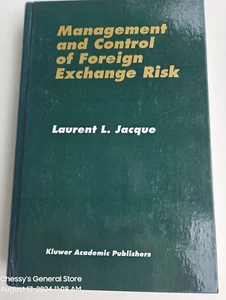 Management
and Control
of Foreign
Exchange Risk
Laurent L. Jacque
Kluwer Academic Publishers
Chessy's General Store
August 17, 2024 11:08 AM